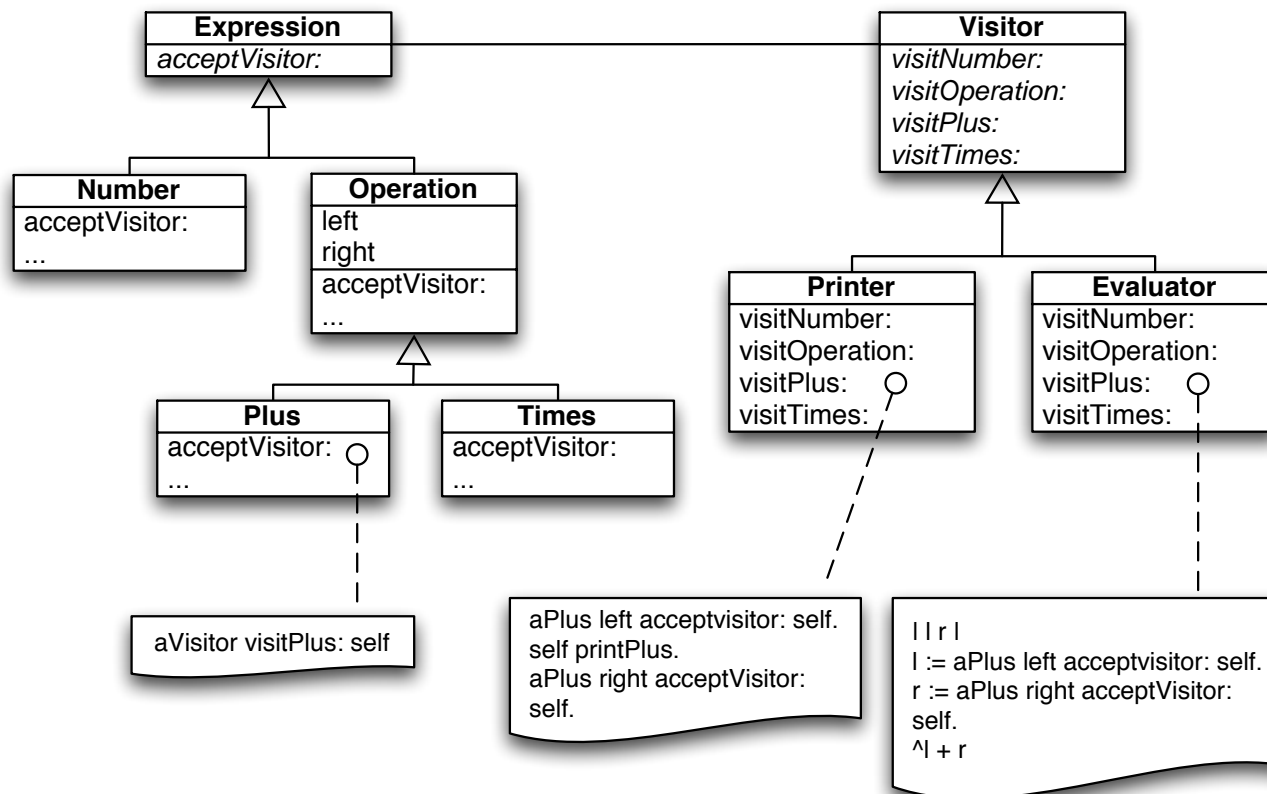 Expression
acceptVisitor:
Visitor
visitNumber:
visitOperation:
visitPlus:
visitTimes:
Number
acceptVisitor:
...
Operation
left
right
acceptVisitor:
...
Printer
visitNumber:
visitOperation:
visitPlus:
visitTimes:
Evaluator
visitNumber:
visitOperation:
visitPlus:
visitTimes:
Plus
acceptVisitor:
...
Times
acceptVisitor:
...
aVisitor visitPlus: self
aPlus left acceptvisitor: self.
self printPlus.
aPlus right acceptVisitor:
self.
| l r |
l := aPlus left acceptvisitor: self.
r := aPlus right acceptVisitor:
self.
^l + r